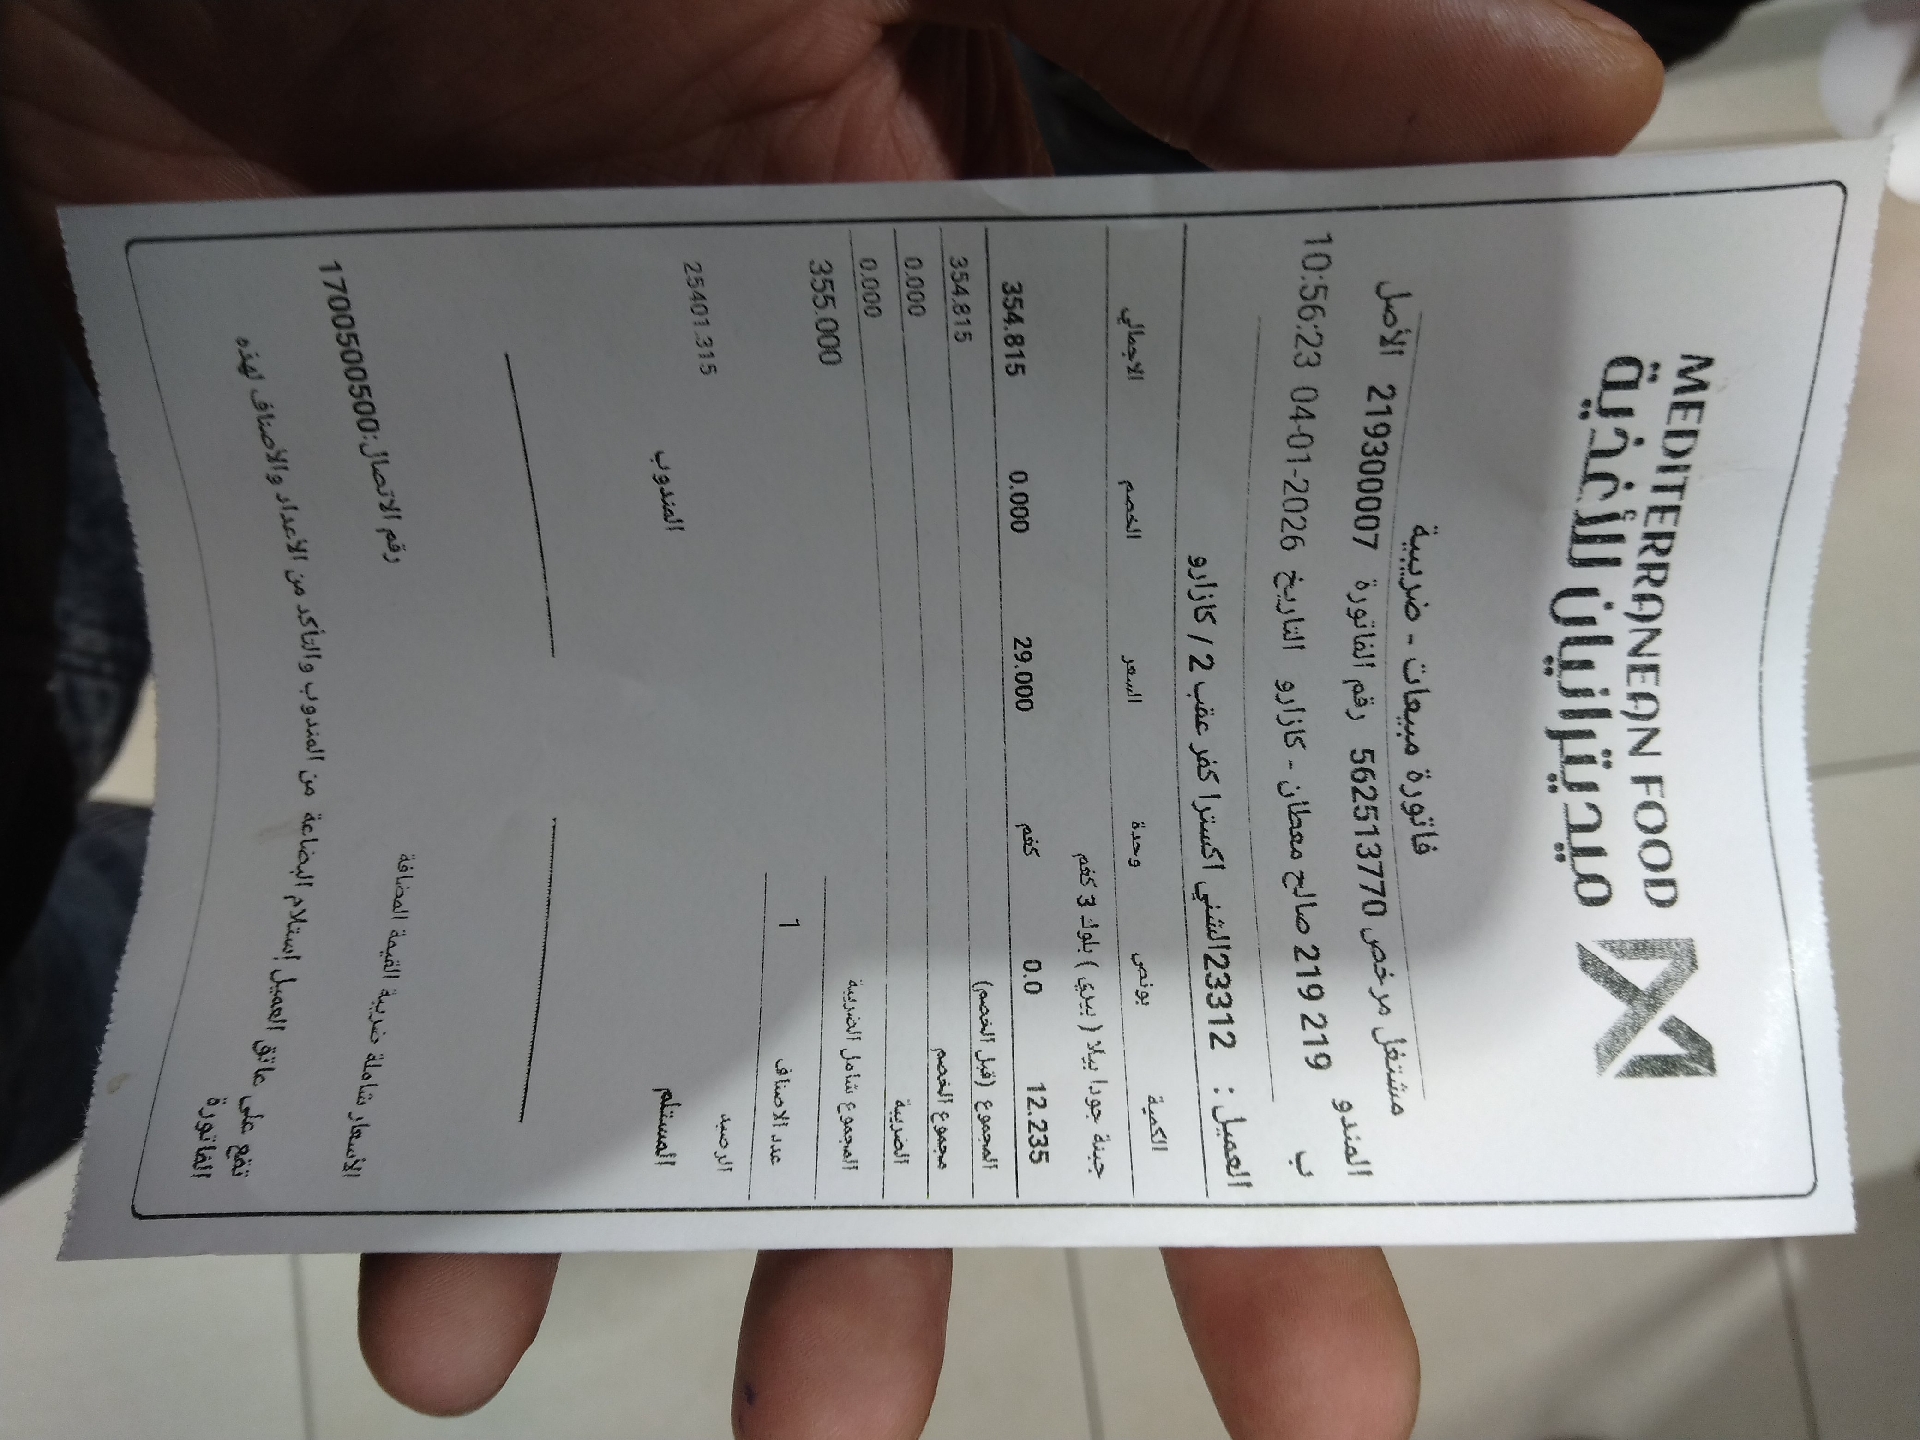 MEDITERRANEAN FOOD
ميديترانيان للأغذية
فاتورة مبيعات - ضريبية
مشتغل مرخص 562513770 رقم الفاتورة 219300007 الأصل
المندوب 219 219 صالح معطان - كازارو التاريخ 04-01-2026 10:56:23
العميل : 23312الشني اكسترا كفر عقب 2 / كازارو
الكمية بونص وحدة السعر الخصم الاجمالي
جبنة جودا بيلا ( بيري ) بلوك 3 كغم
12.235 0.0 كغم 29.000 0.000 354.815
المجموع (قبل الخصم) 354.815
مجموع الخصم 0.000
الضريبة 0.000
المجموع شامل الضريبة 355.000
عدد الاصناف 1
الرصيد 25401.315
المستلم المندوب
الأسعار شاملة ضريبة القيمة المضافة
رقم الاتصال:1700500500
تقع على عاتق العميل إستلام البضاعة من المندوب والتأكد من الأعداد والاصناف لهذه
الفاتورة